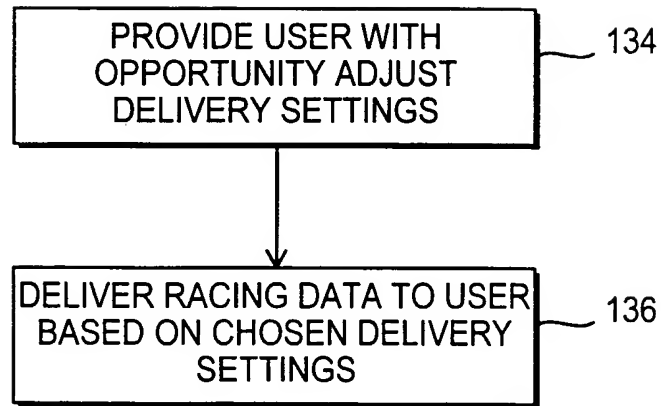 PROVIDE USER WITH
OPPORTUNITY ADJUST
DELIVERY SETTINGS
134
DELIVER RACING DATA TO USER
BASED ON CHOSEN DELIVERY
SETTINGS
136